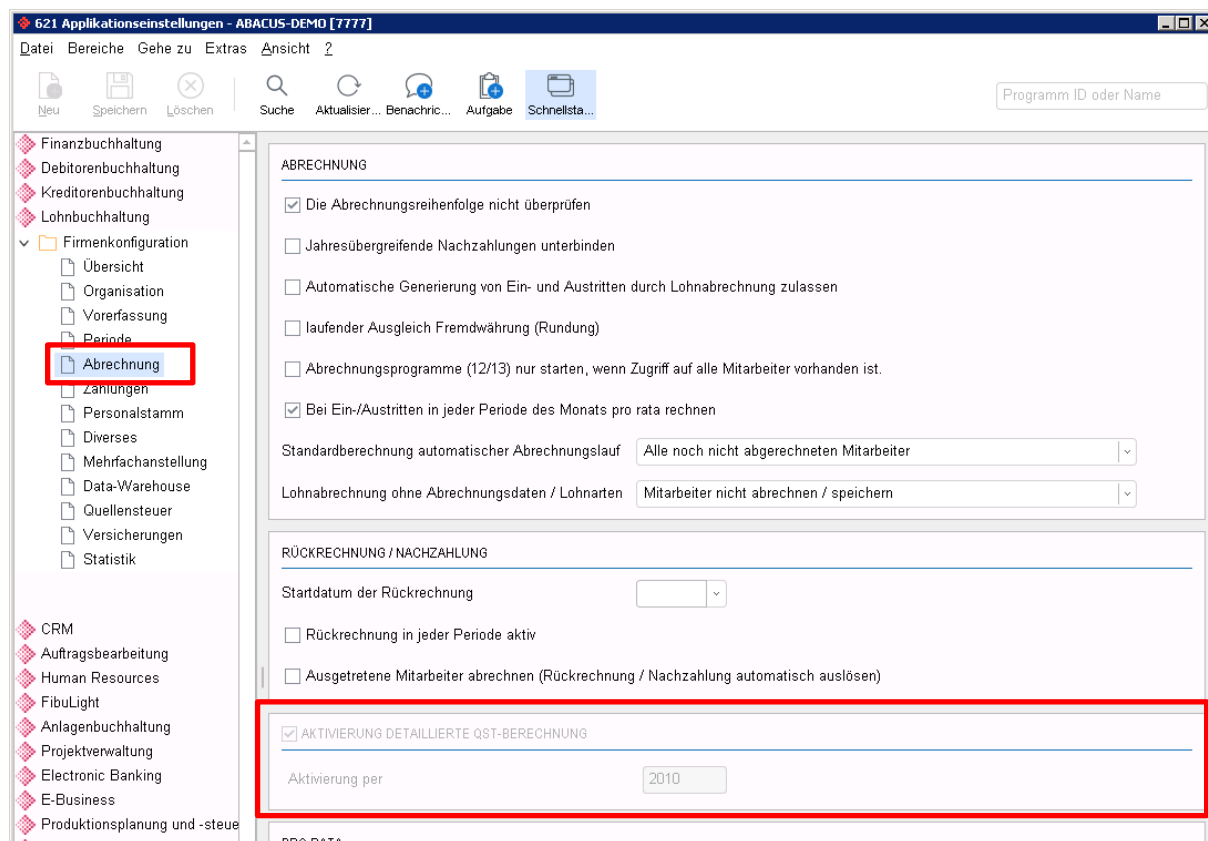 621 Applikationseinstellungen - ABACUS-DEMO [7777]
Datei Bereiche Gehe zu Extras Ansicht ?
Neu Speichern Löschen Suche Aktualisier... Benachric... Aufgabe Schnellsta... Programm ID oder Name
Finanzbuchhaltung
Debitorenbuchhaltung
Kreditorenbuchhaltung
Lohnbuchhaltung
Firmenkonfiguration
Übersicht
Organisation
Vorerfassung
Periode
Abrechnung
Zahlungen
Personalstamm
Diverses
Mehrfachanstellung
Data-Warehouse
Quellensteuer
Versicherungen
Statistik
CRM
Auftragsbearbeitung
Human Resources
FibuLight
Anlagenbuchhaltung
Projektverwaltung
Electronic Banking
E-Business
Produktionsplanung und -steue
ABRECHNUNG
Die Abrechnungsreihenfolge nicht überprüfen
Jahresübergreifende Nachzahlungen unterbinden
Automatische Generierung von Ein- und Austritten durch Lohnabrechnung zulassen
laufender Ausgleich Fremdwährung (Rundung)
Abrechnungsprogramme (12/13) nur starten, wenn Zugriff auf alle Mitarbeiter vorhanden ist.
Bei Ein-/Austritten in jeder Periode des Monats pro rata rechnen
Standardberechnung automatischer Abrechnungslauf Alle noch nicht abgerechneten Mitarbeiter
Lohnabrechnung ohne Abrechnungsdaten / Lohnarten Mitarbeiter nicht abrechnen / speichern
RÜCKRECHNUNG / NACHZAHLUNG
Startdatum der Rückrechnung
Rückrechnung in jeder Periode aktiv
Ausgetretene Mitarbeiter abrechnen (Rückrechnung / Nachzahlung automatisch auslösen)
AKTIVIERUNG DETAILLIERTE QST-BERECHNUNG
Aktivierung per 2010
PRO RATA